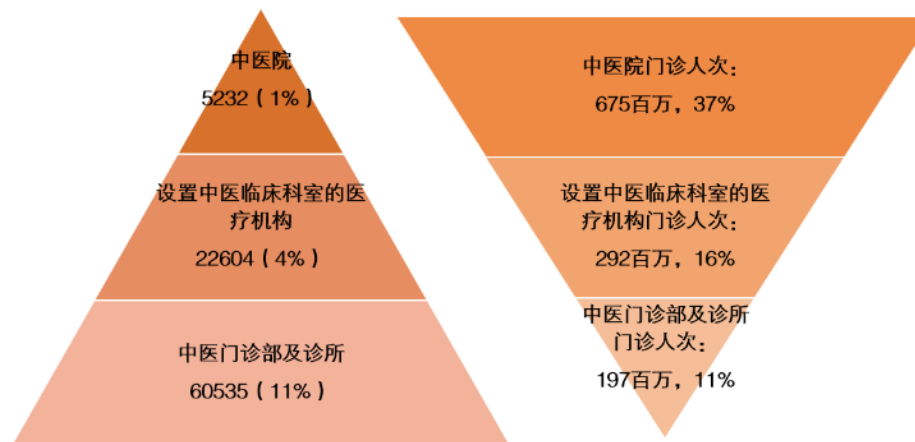 中医院
5232（1%）
设置中医临床科室的医
疗机构
22604（4%）
中医门诊部及诊所
60535（11%）
中医院门诊人次：
675百万，37%
设置中医临床科室的医
疗机构门诊人次：
292百万，16%
中医门诊部及诊所
门诊人次：
197百万，11%